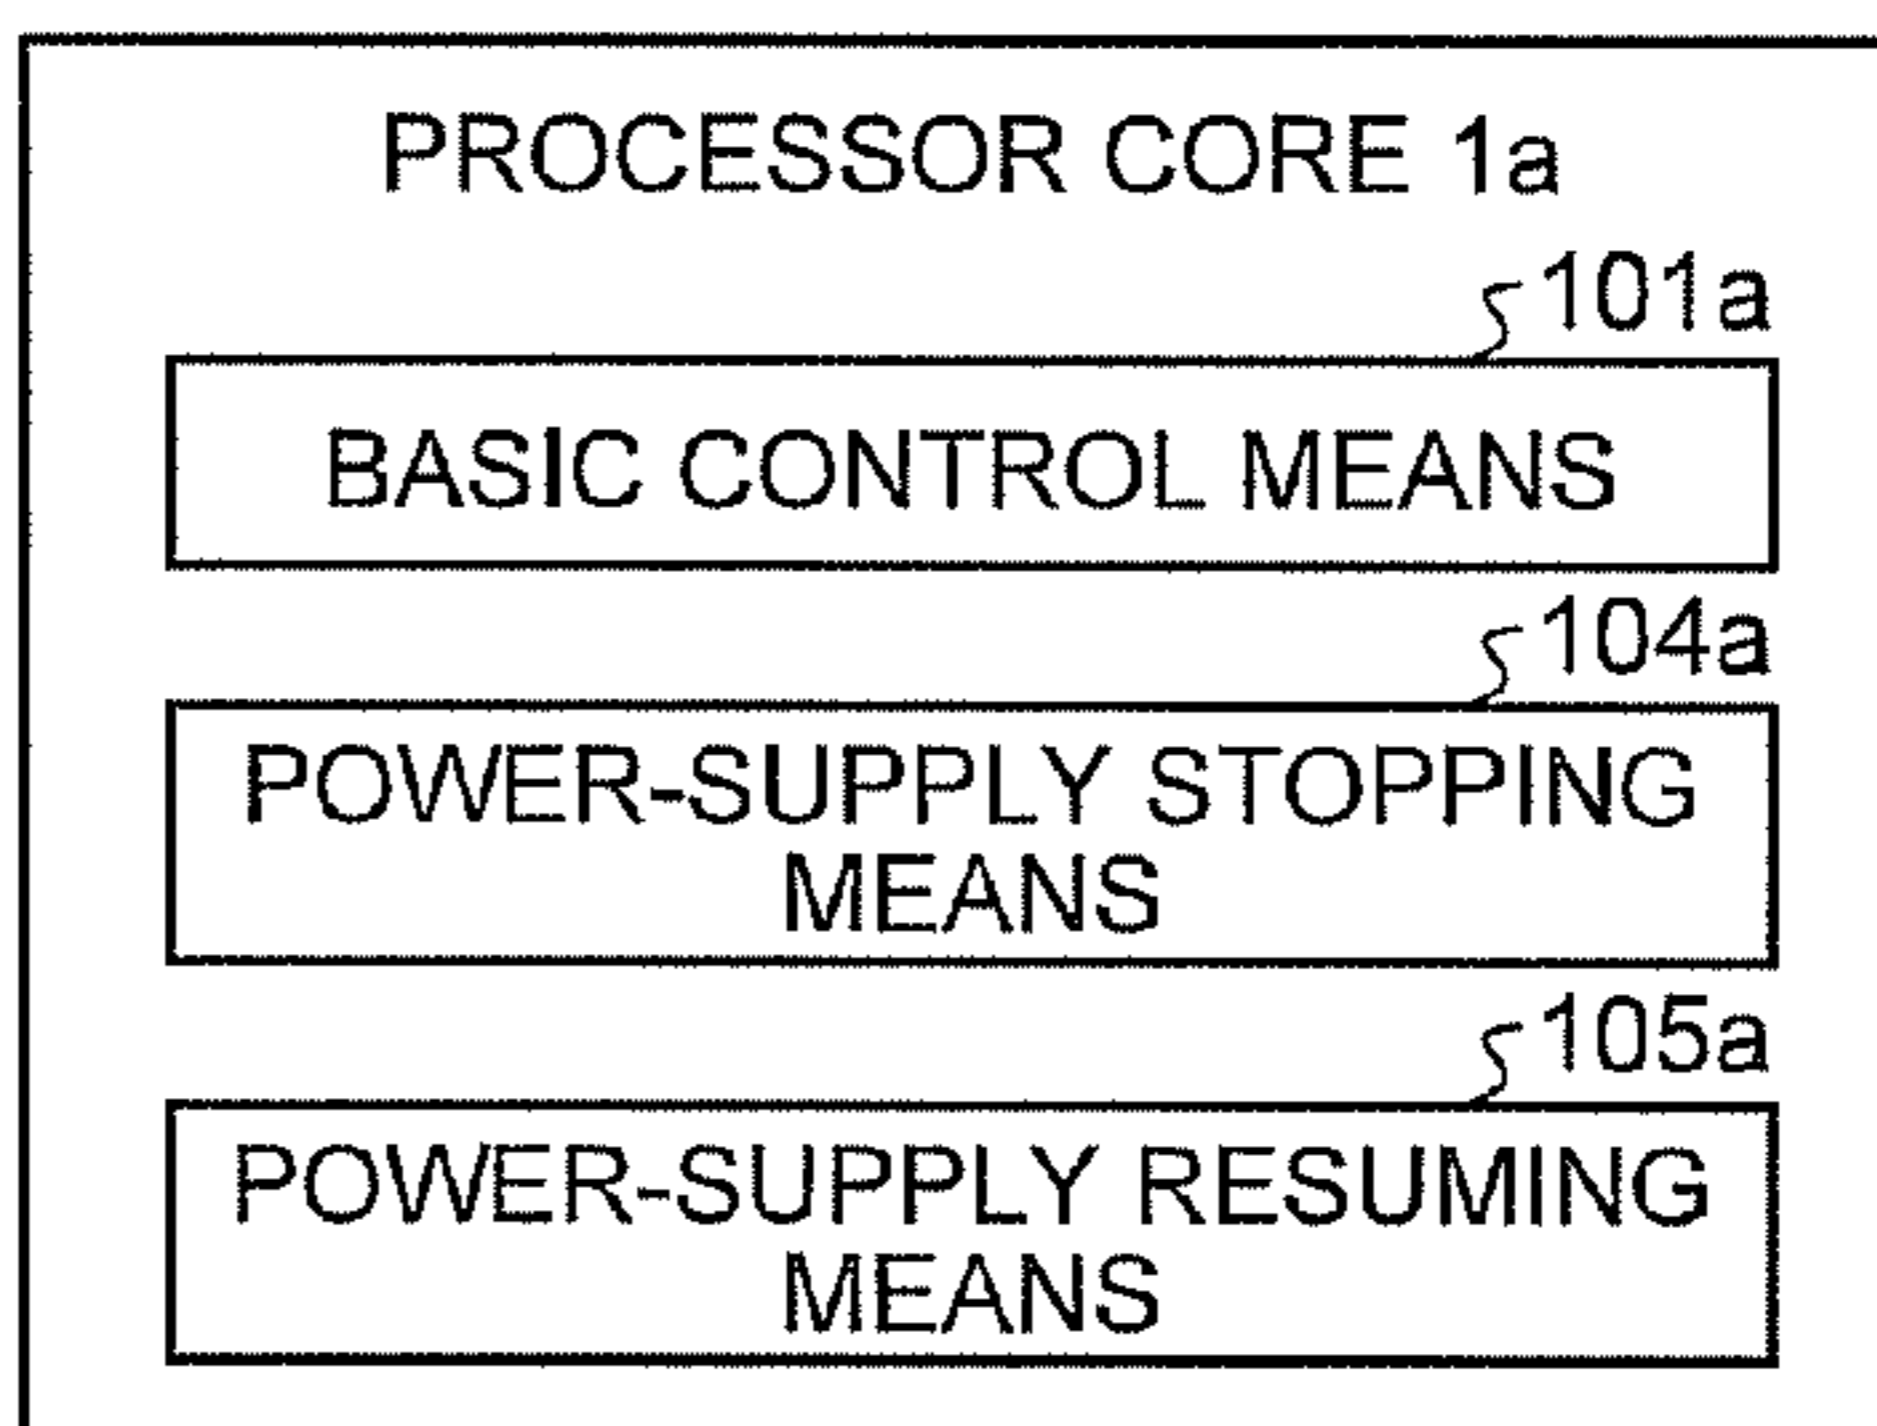 PROCESSOR CORE 1a
101a
BASIC CONTROL MEANS
104a
POWER-SUPPLY STOPPING
MEANS
105a
POWER-SUPPLY RESUMING
MEANS